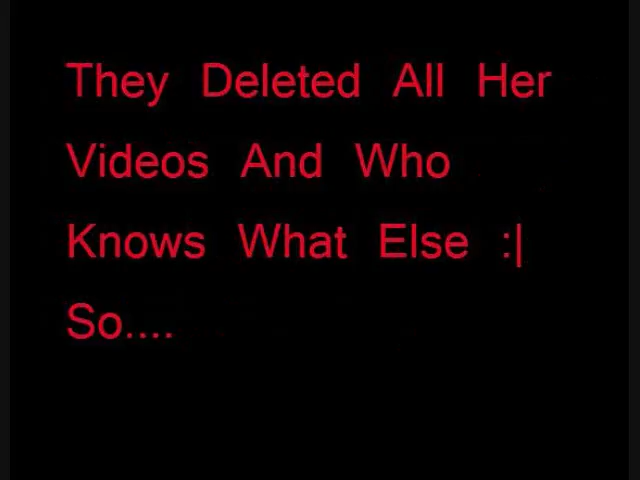 They Deleted All Her
Videos And Who
Knows What Else :|
So....